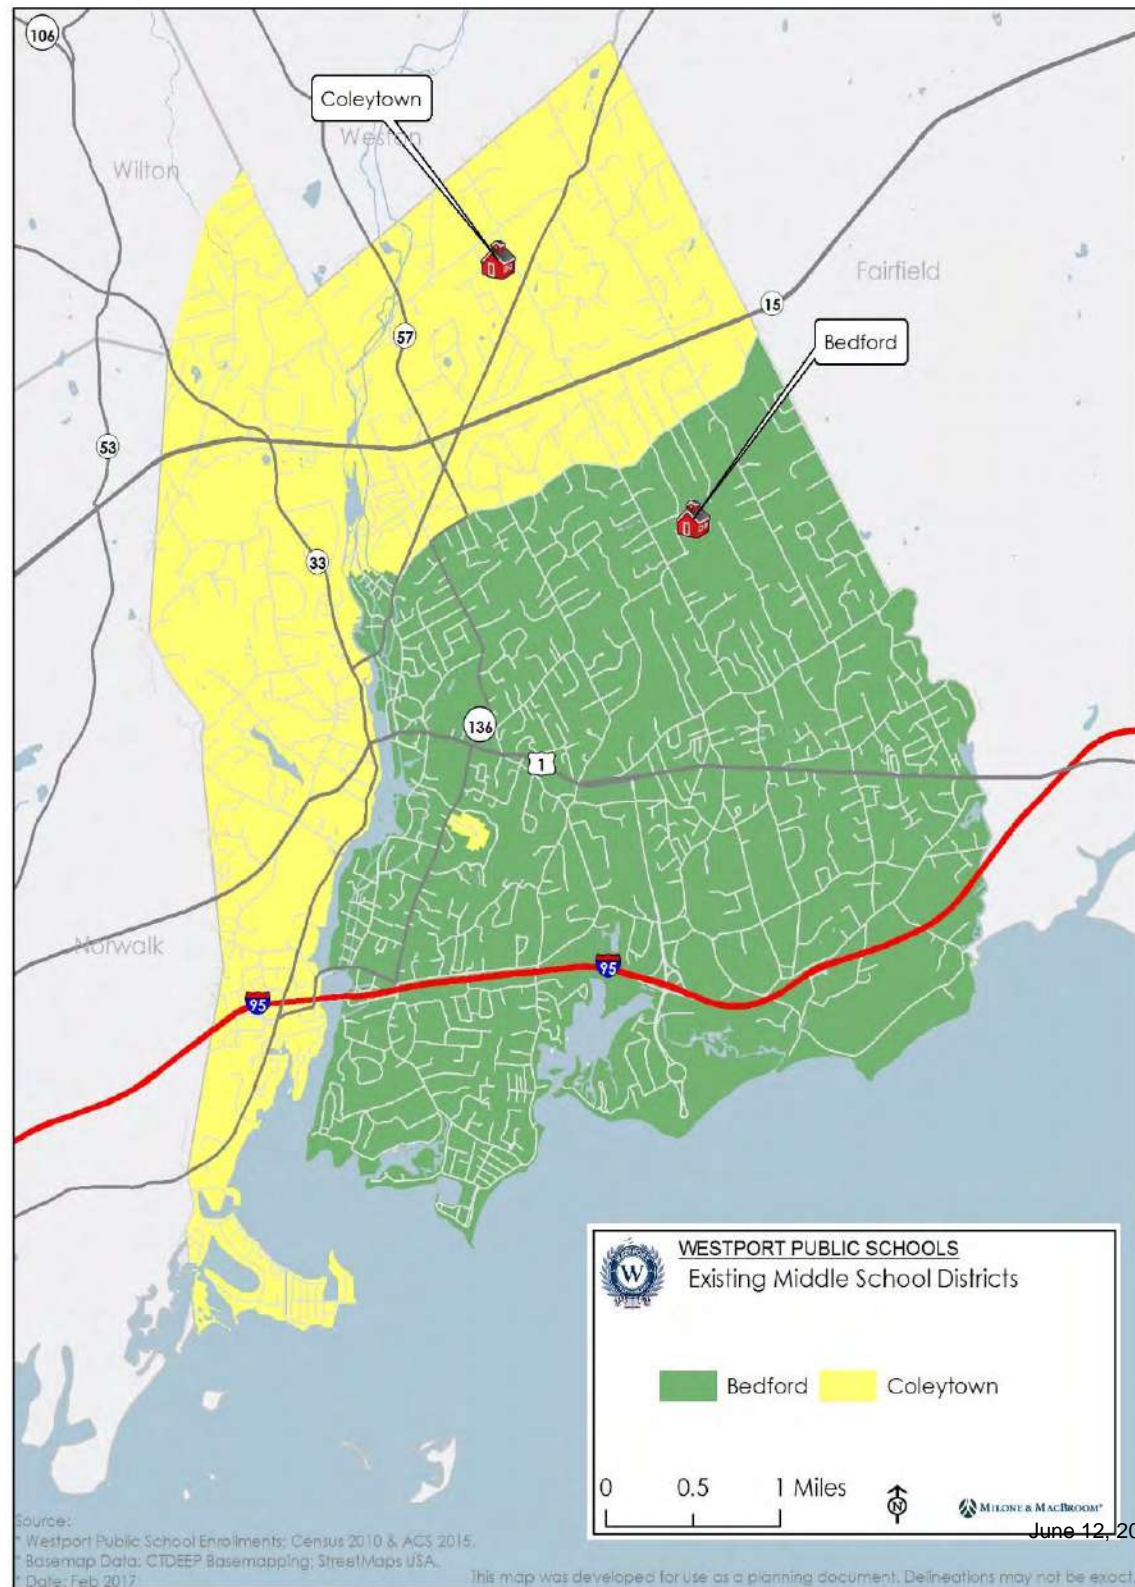 106
Coleytown
Weston
Wilton
Fairfield
15
57
Bedford
53
33
136
1
Norwalk
95
95
WESTPORT PUBLIC SCHOOLS
Existing Middle School Districts
W
Bedford
Coleytown
0 0.5 1 Miles
N
MILONE & MACBROOM®
June 12, 20
Source:
* Westport Public School Enrollments; Census 2010 & ACS 2015.
* Basemap Data: CTDEEP Basemapping; StreetMaps USA.
* Date: Feb 2017
This map was developed for use as a planning document. Delineations may not be exact